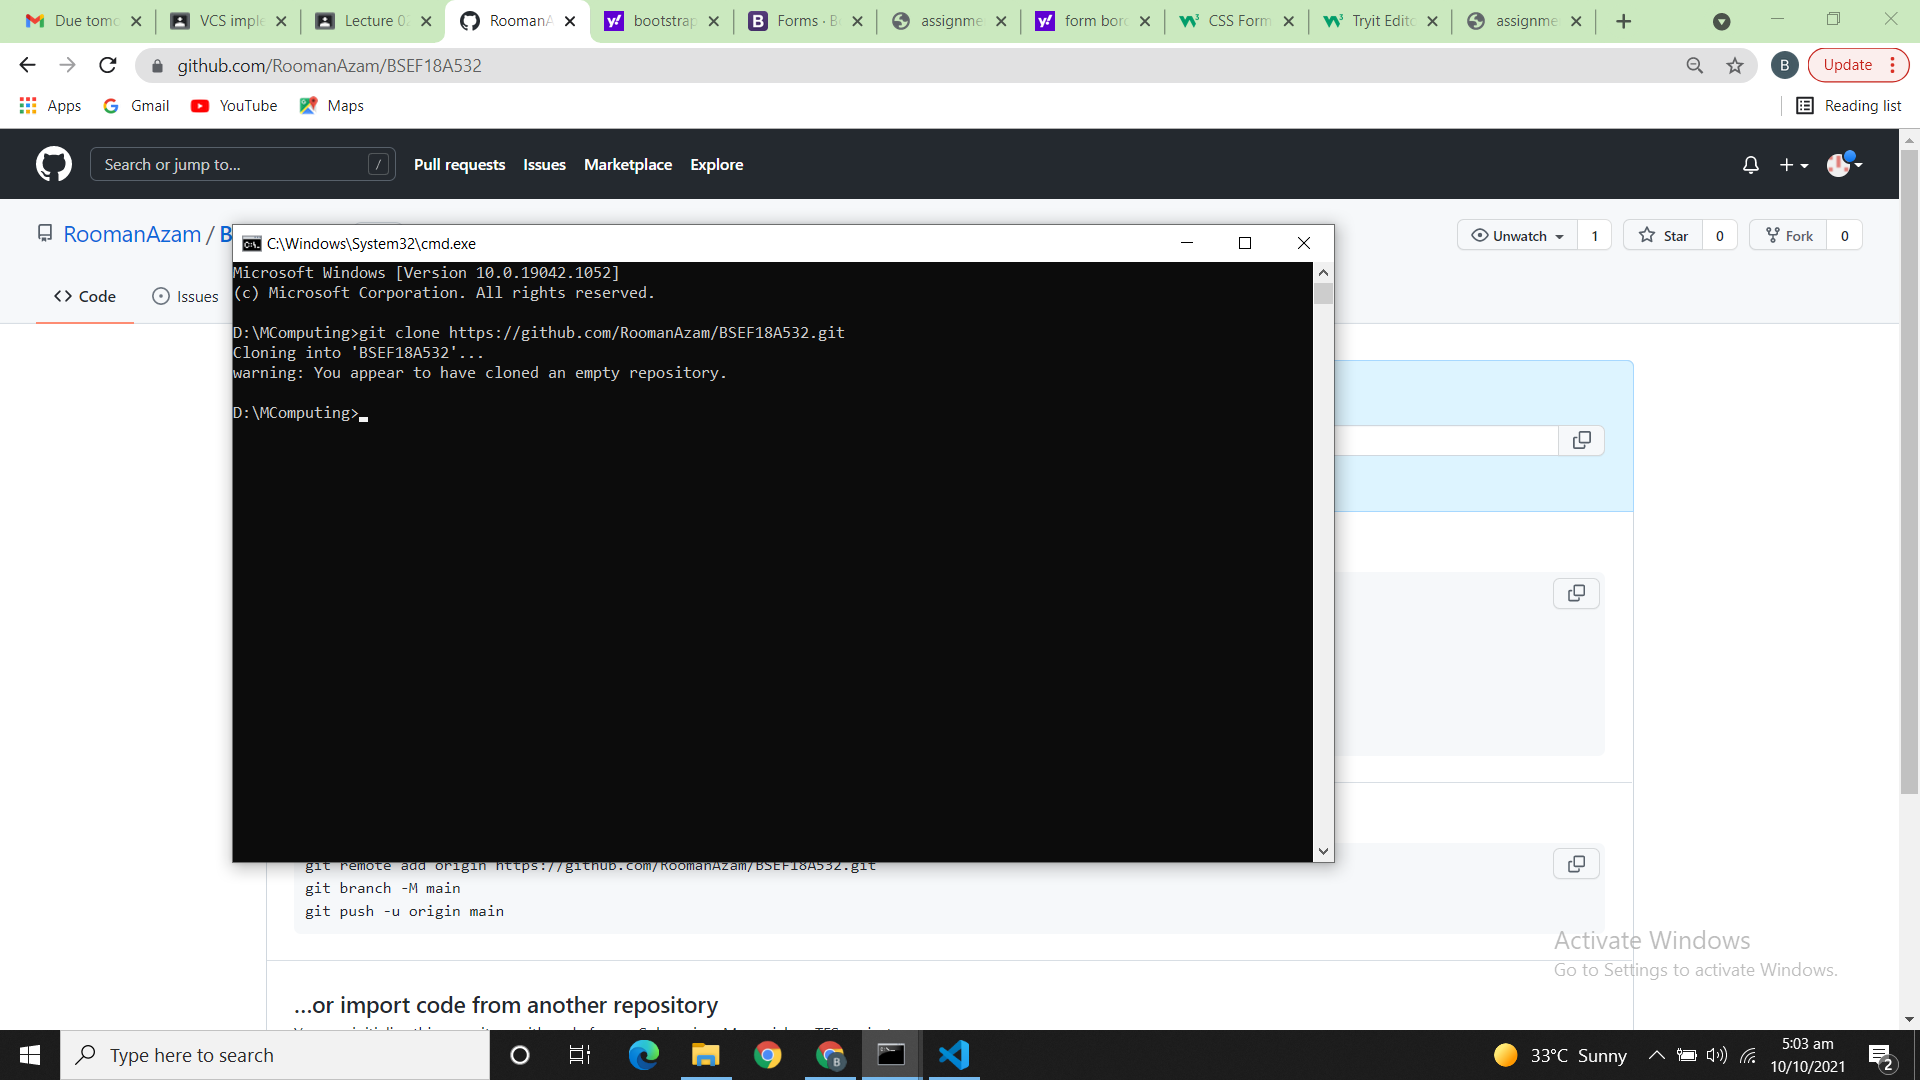 Due tomo
VCS imple
Lecture 02
RoomanA
bootstrap
Forms · B
assignme
form bor
CSS Form
Tryit Edito
assignme
github.com/RoomanAzam/BSEF18A532
B
Update
Apps
Gmail
YouTube
Maps
Reading list
Search or jump to...
/
Pull requests
Issues
Marketplace
Explore
RoomanAzam / B
Unwatch
1
Star
0
Fork
0
Code
Issues
C:\Windows\System32\cmd.exe
Microsoft Windows [Version 10.0.19042.1052]
(c) Microsoft Corporation. All rights reserved.
D:\MComputing>git clone https://github.com/RoomanAzam/BSEF18A532.git
Cloning into 'BSEF18A532'...
warning: You appear to have cloned an empty repository.
D:\MComputing>
git remote add origin https://github.com/RoomanAzam/BSEF18A532.git
git branch -M main
git push -u origin main
…or import code from another repository
Activate Windows
Go to Settings to activate Windows.
Type here to search
33°C Sunny
5:03 am
10/10/2021
2